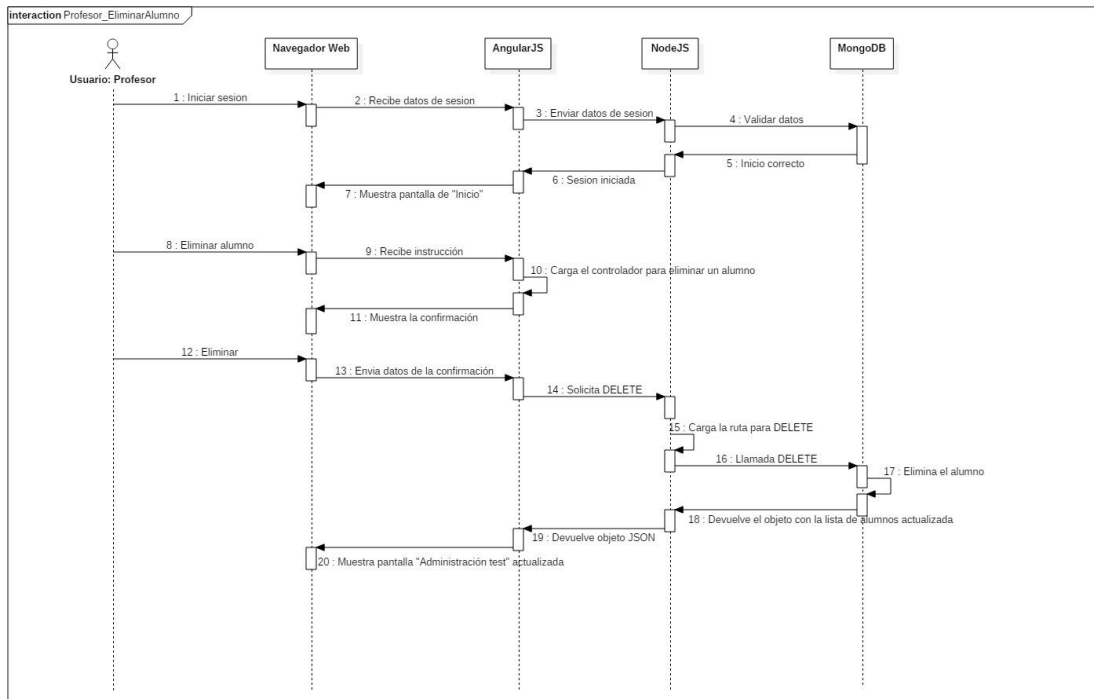 interaction Profesor_EliminarAlumno
Navegador Web
AngularJS
NodeJS
MongoDB
Usuario: Profesor
1 : Iniciar sesion
2 : Recibe datos de sesion
3 : Enviar datos de sesion
4 : Validar datos
5 : Inicio correcto
6 : Sesion iniciada
7 : Muestra pantalla de "Inicio"
8 : Eliminar alumno
9 : Recibe instrucción
10 : Carga el controlador para eliminar un alumno
11 : Muestra la confirmación
12 : Eliminar
13 : Envia datos de la confirmación
14 : Solicita DELETE
15 : Carga la ruta para DELETE
16 : Llamada DELETE
17 : Elimina el alumno
18 : Devuelve el objeto con la lista de alumnos actualizada
19 : Devuelve objeto JSON
20 : Muestra pantalla "Administración test" actualizada